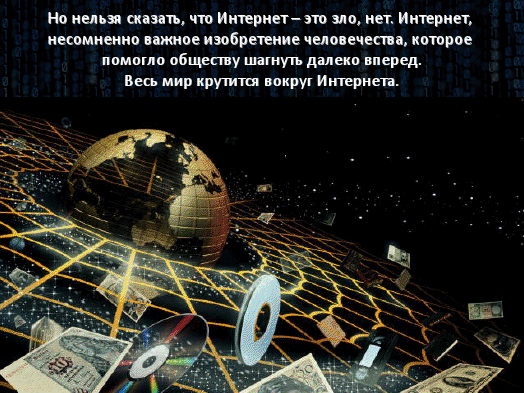 Но нельзя сказать, что Интернет – это зло, нет. Интернет,
несомненно важное изобретение человечества, которое
помогло обществу шагнуть далеко вперед.
Весь мир крутится вокруг Интернета.